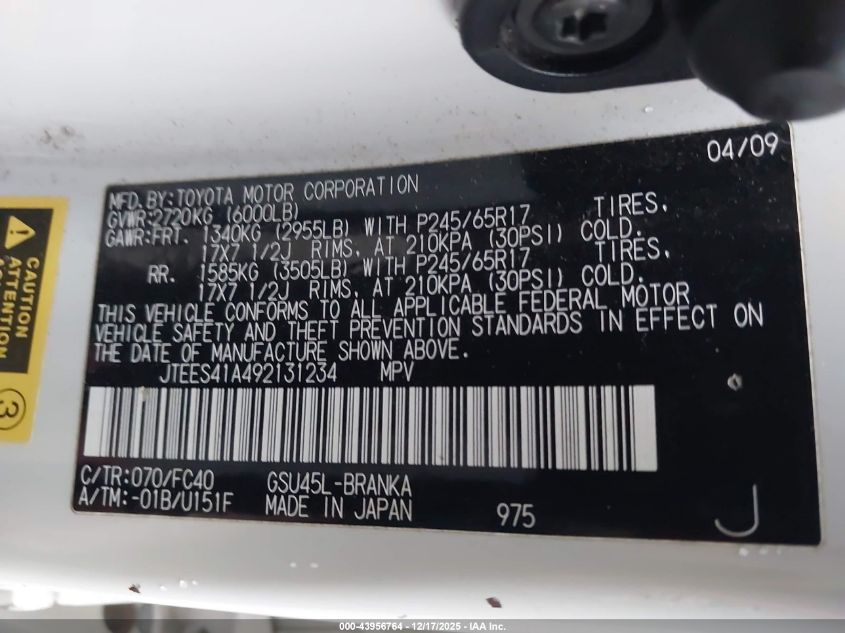 04/09
MFD.BY:TOYOTA MOTOR CORPORATION
GVWR:2720KG (6000LB)
GAWR:FRT. 1340KG (2955LB) WITH P245/65R17 TIRES,
17X7 1/2J RIMS, AT 210KPA (30PSI) COLD.
RR. 1585KG (3505LB) WITH P245/65R17 TIRES,
17X7 1/2J RIMS, AT 210KPA (30PSI) COLD.
THIS VEHICLE CONFORMS TO ALL APPLICABLE FEDERAL MOTOR
VEHICLE SAFETY AND THEFT PREVENTION STANDARDS IN EFFECT ON
THE DATE OF MANUFACTURE SHOWN ABOVE.
JTEES41A492131234 MPV
C/TR:070/FC40 GSU45L-BRANKA
A/TM:-01B/U151F MADE IN JAPAN 975
J
CAUTION
ATTENTION
3
000-43956764 - 12/17/2025 - IAA Inc.